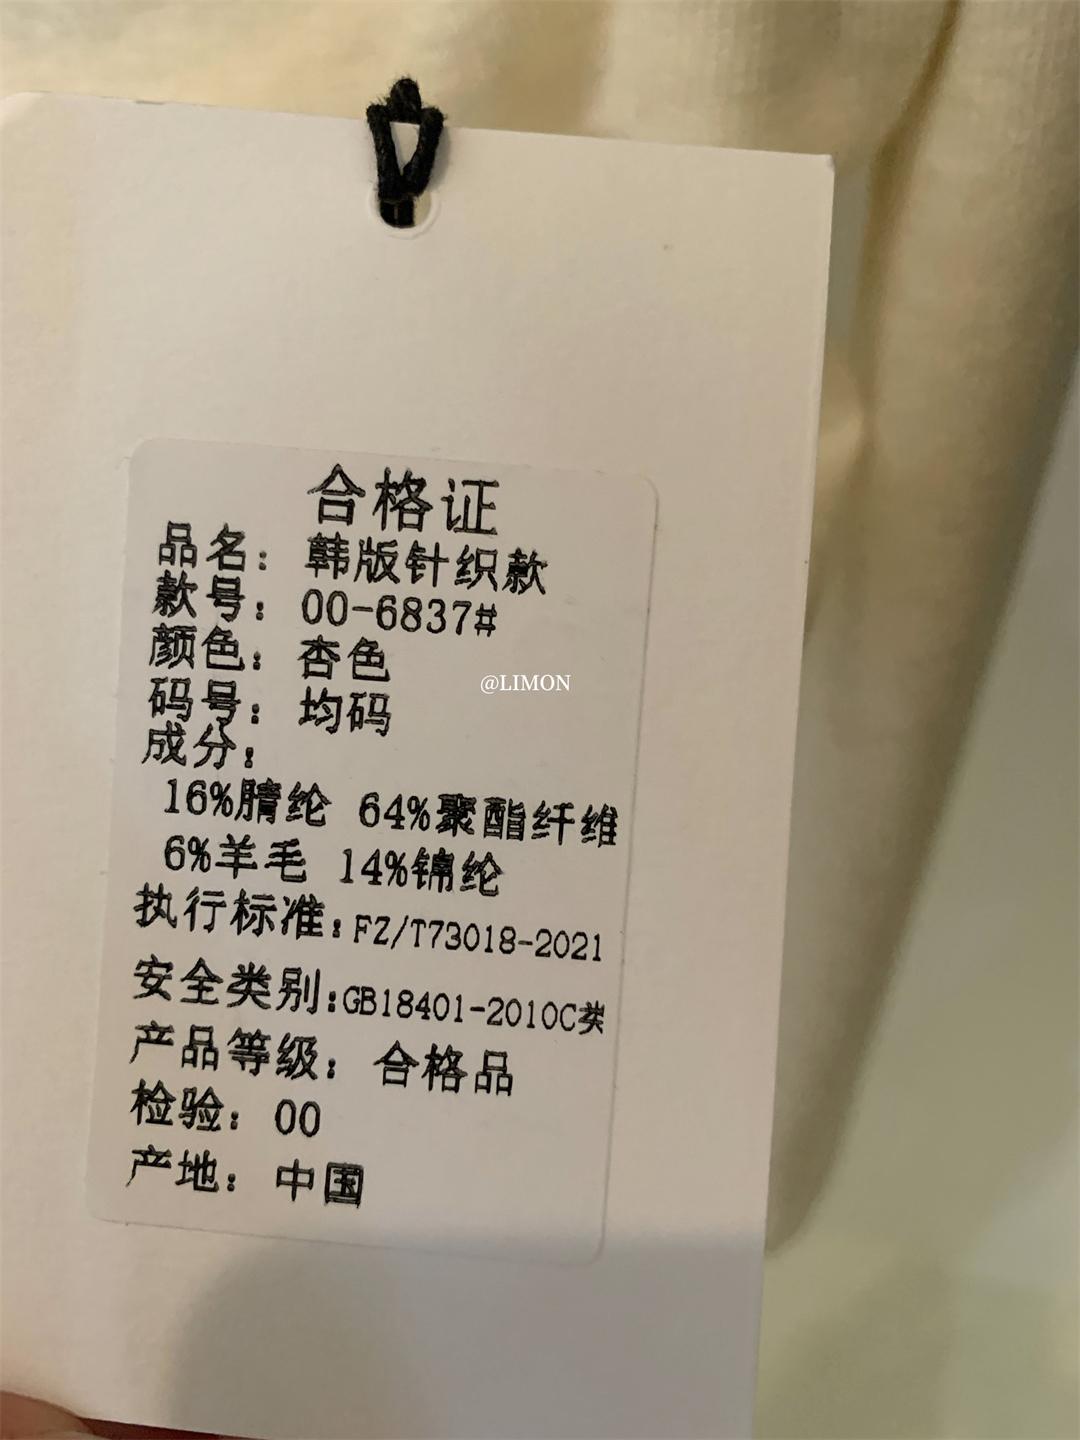 合格证
品名：韩版针织款
款号：00-6837#
颜色：杏色
码号：均码
成分：
16%腈纶 64%聚酯纤维
6%羊毛 14%锦纶
执行标准：FZ/T73018-2021
安全类别：GB18401-2010C类
产品等级：合格品
检验：00
产地：中国
@LIMON